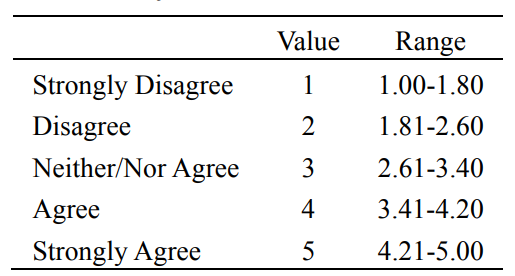 Value Range
Strongly Disagree 1 1.00-1.80
Disagree 2 1.81-2.60
Neither/Nor Agree 3 2.61-3.40
Agree 4 3.41-4.20
Strongly Agree 5 4.21-5.00